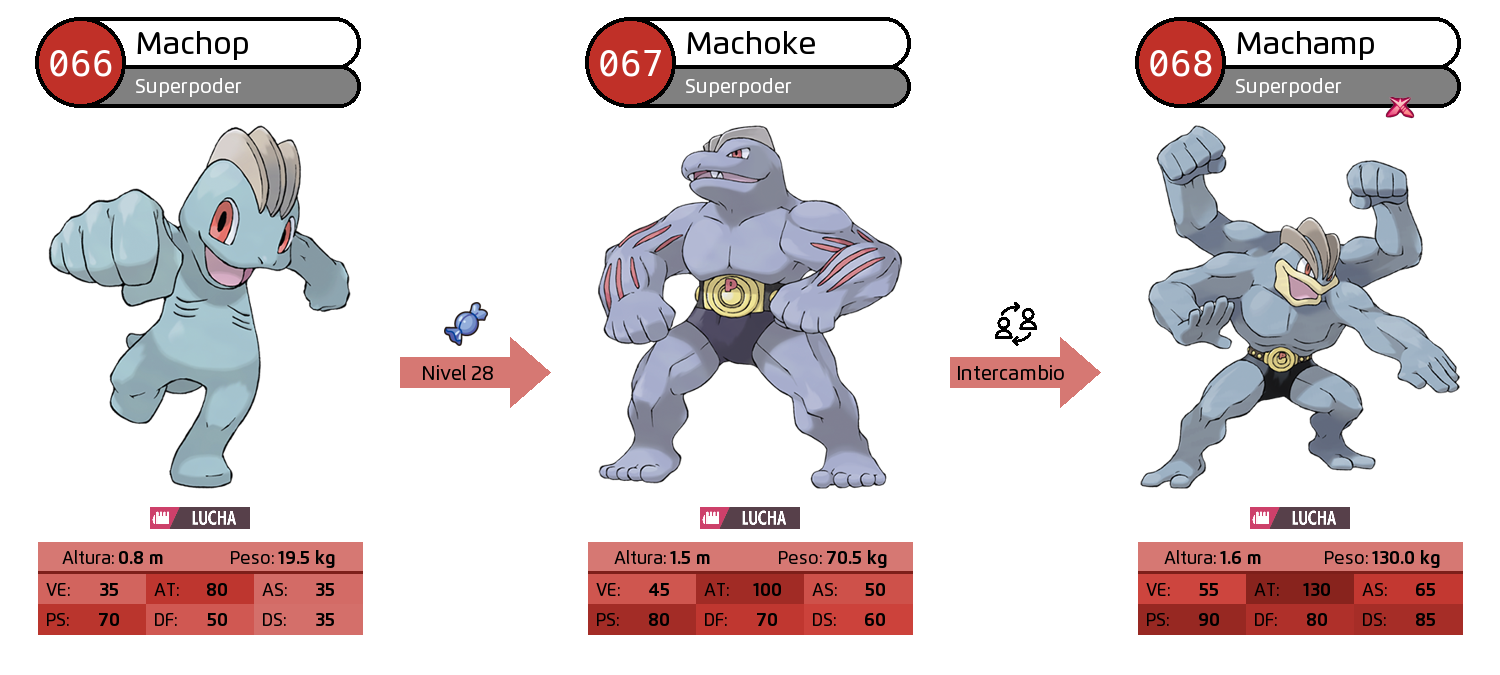 066
Machop
Superpoder
067
Machoke
Superpoder
068
Machamp
Superpoder
Nivel 28
Intercambio
P
LUCHA
LUCHA
LUCHA
Altura: 0.8 m Peso: 19.5 kg
VE: 35 AT: 80 AS: 35
PS: 70 DF: 50 DS: 35
Altura: 1.5 m Peso: 70.5 kg
VE: 45 AT: 100 AS: 50
PS: 80 DF: 70 DS: 60
Altura: 1.6 m Peso: 130.0 kg
VE: 55 AT: 130 AS: 65
PS: 90 DF: 80 DS: 85